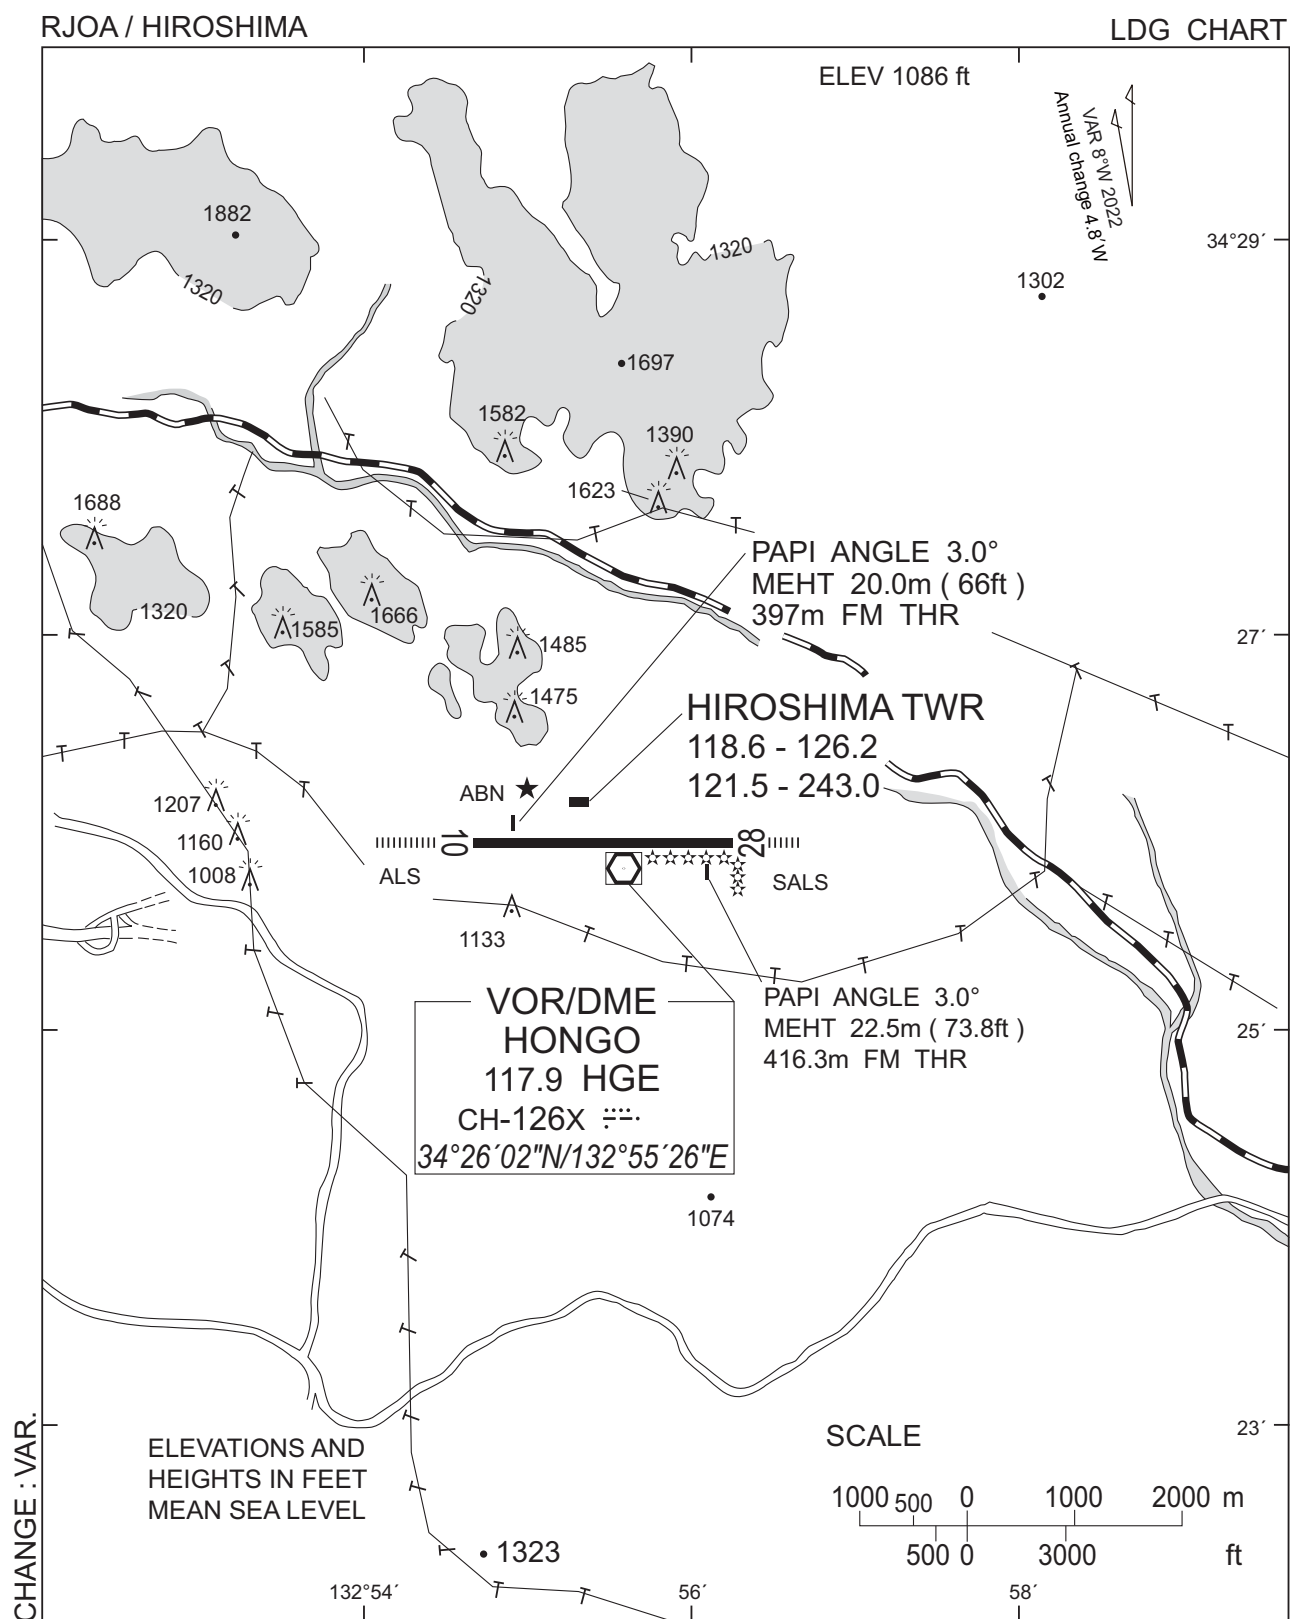 RJOA / HIROSHIMA
LDG CHART
ELEV 1086 ft
VAR 8°W 2022
Annual change 4.8´W
1882
1320
1320
1320
34°29´
1302
1697
1582
1390
1623
1688
1320
1585
1666
1485
1475
PAPI ANGLE 3.0°
MEHT 20.0m ( 66ft )
397m FM THR
27´
HIROSHIMA TWR
118.6 - 126.2
121.5 - 243.0
ABN
1207
1160
1008
10
28
ALS
SALS
1133
VOR/DME
HONGO
117.9 HGE
CH-126X
34°26´02"N/132°55´26"E
PAPI ANGLE 3.0°
MEHT 22.5m ( 73.8ft )
416.3m FM THR
25´
1074
23´
CHANGE : VAR.
ELEVATIONS AND
HEIGHTS IN FEET
MEAN SEA LEVEL
SCALE
1000 500 0 1000 2000 m
500 0 3000 ft
1323
132°54´
56´
58´